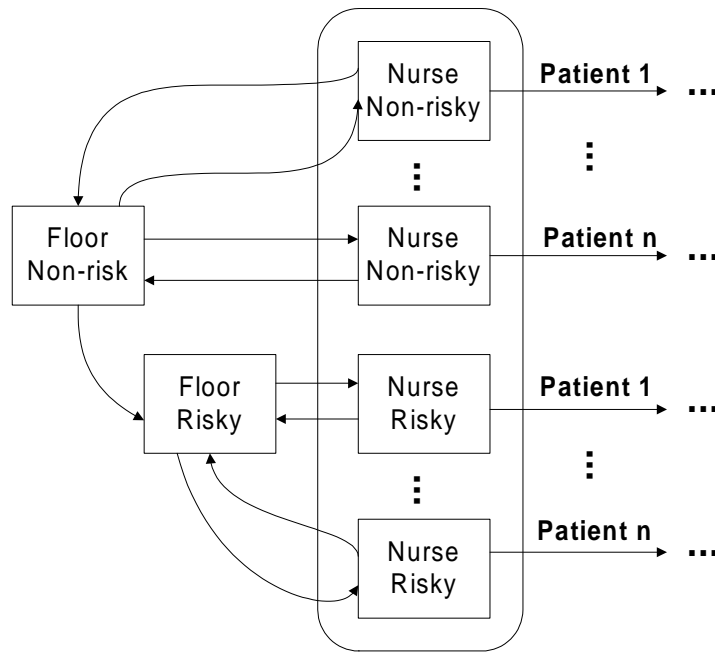 Nurse
Non-risky
Patient 1
...
⋮
⋮
Floor
Non-risk
Nurse
Non-risky
Patient n
...
Floor
Risky
Nurse
Risky
Patient 1
...
⋮
⋮
Nurse
Risky
Patient n
...